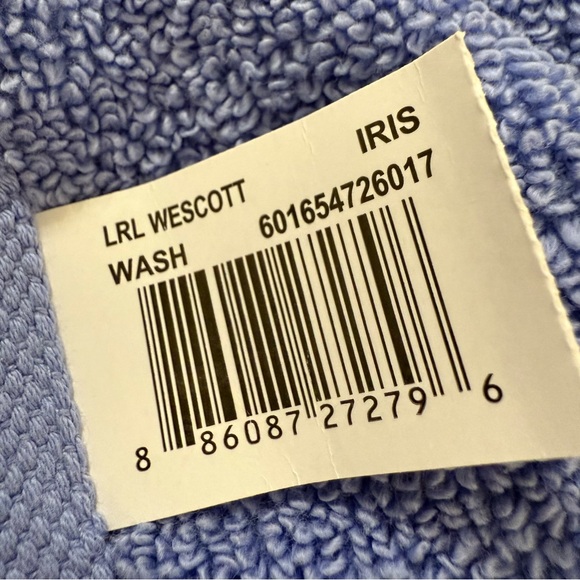 IRIS
LRL WESCOTT
WASH 601654726017
8 86087 27279 6